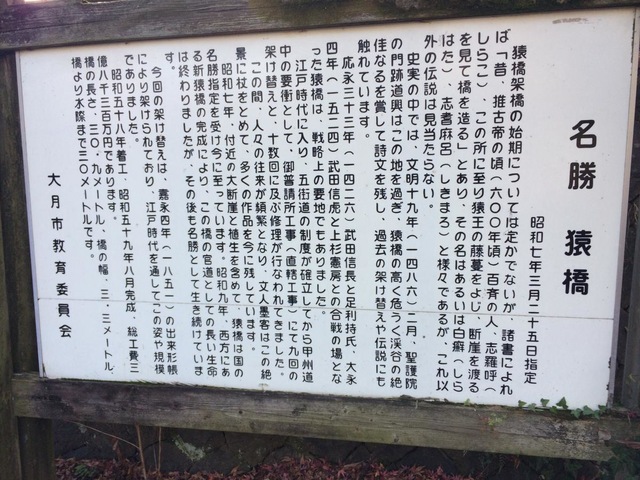 名勝 猿橋
昭和七年三月二十五日指定
猿橋架橋の始期については定かでないが、諸書によれ
ば「昔、推古帝の頃(六〇〇年頃)百斉の人、志羅呼(
しらこ)、この所に至り猿王の藤蔓をよじ、断崖を渡る
を見て橋を造る」とあり、その名はあるいは白癬(しら
はた)、志耆麻呂(しきまろ)と様々であるが、これ以
外の伝説は見当たらない。
史実の中では、文明十九年(一四八六)二月、聖護院
の門跡道興はこの地を過ぎ、猿橋の高く危うく渓谷の絶
佳なるを賞して詩文を残し、過去の架け替えや伝説にも
触れています。
応永三十三年(一四二六)武田信長と足利持氏、大永
四年(一五二四)武田信虎と上杉憲房との合戦の場とな
った猿橋は、戦略上の要地でもありました。
江戸時代に入り、五街道の制度が確立してから甲州道
中の要衝として、御普請所工事(直轄工事)にて九回の
架け替えと、十数回に及ぶ修理が行なわれてきました。
この間、人々の往来が頻繁となり、文人墨客はこの絶
景に杖をとめて、多くの作品を今に残しています。
昭和七年、付近の大断崖と植生を含めて、猿橋は国の
名勝指定を受け今に至っています。昭和九年、西方にあ
る新猿橋の完成により、この橋の官道としての長い生命
は終わりましたが、その後も名勝として生き続けていま
す。
今回の架け替えは、嘉永四年(一八五一)の出来形帳
により架けられており、江戸時代を通してこの姿や規模
でありました。
昭和五十八年着工、昭和五十九年八月完成、総工費三
億八千三百万円であります。
橋の長さ、三〇・九メートル、橋の幅、三・三メートル、
橋より水際まで三〇メートルです。
大月市教育委員会